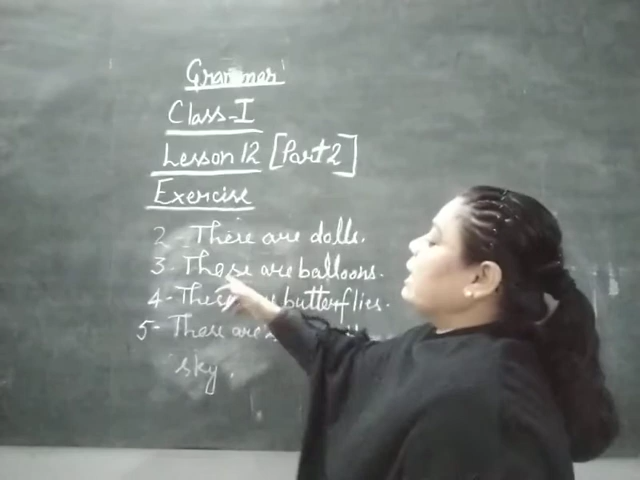 Grammar
Class-I
Lesson 12 [Part 2]
Exercise
2 - There are dolls.
3- Those are balloons.
4- butterflies.
5- There are
sky.